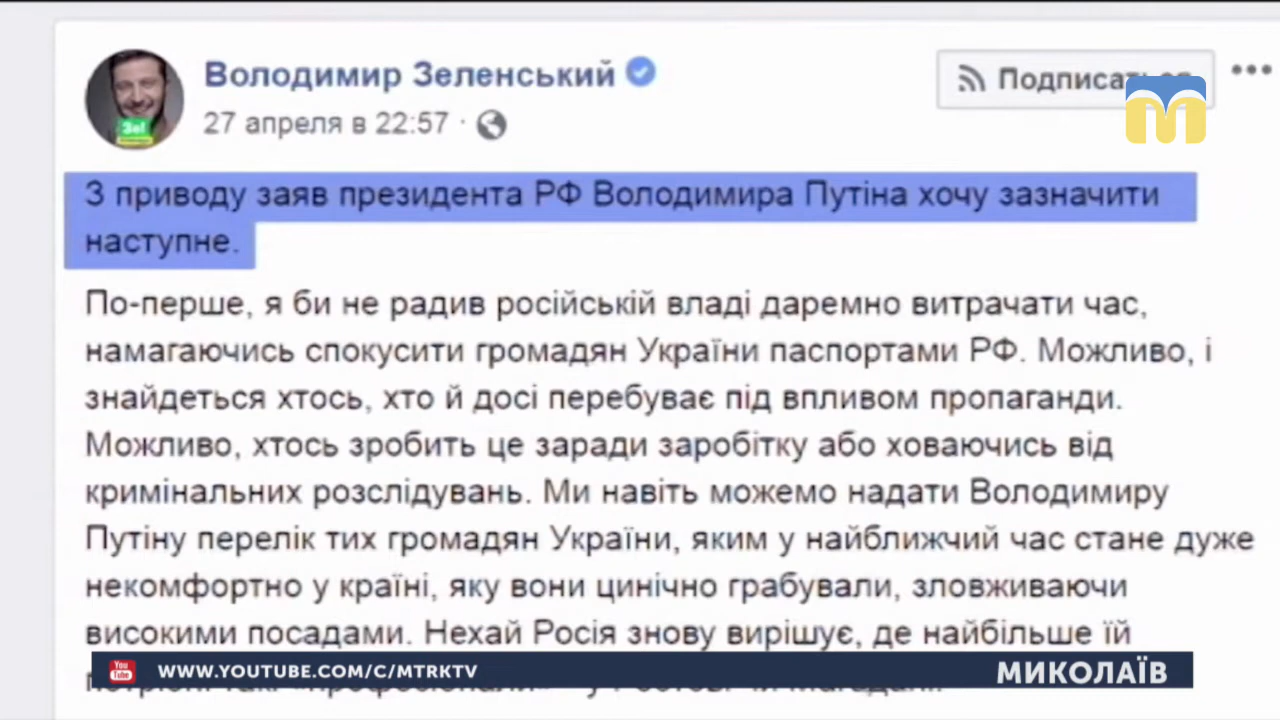 Володимир Зеленський
27 апреля в 22:57 ·
З приводу заяв президента РФ Володимира Путіна хочу зазначити
наступне.
По-перше, я би не радив російській владі даремно витрачати час,
намагаючись спокусити громадян України паспортами РФ. Можливо, і
знайдеться хтось, хто й досі перебуває під впливом пропаганди.
Можливо, хтось зробить це заради заробітку або ховаючись від
кримінальних розслідувань. Ми навіть можемо надати Володимиру
Путіну перелік тих громадян України, яким у найближчий час стане дуже
некомфортно у країні, яку вони цинічно грабували, зловживаючи
високими посадами. Нехай Росія знову вирішує, де найбільше їй
You Tube WWW.YOUTUBE.COM/C/MTRKTV
МИКОЛАЇВ
Зе!